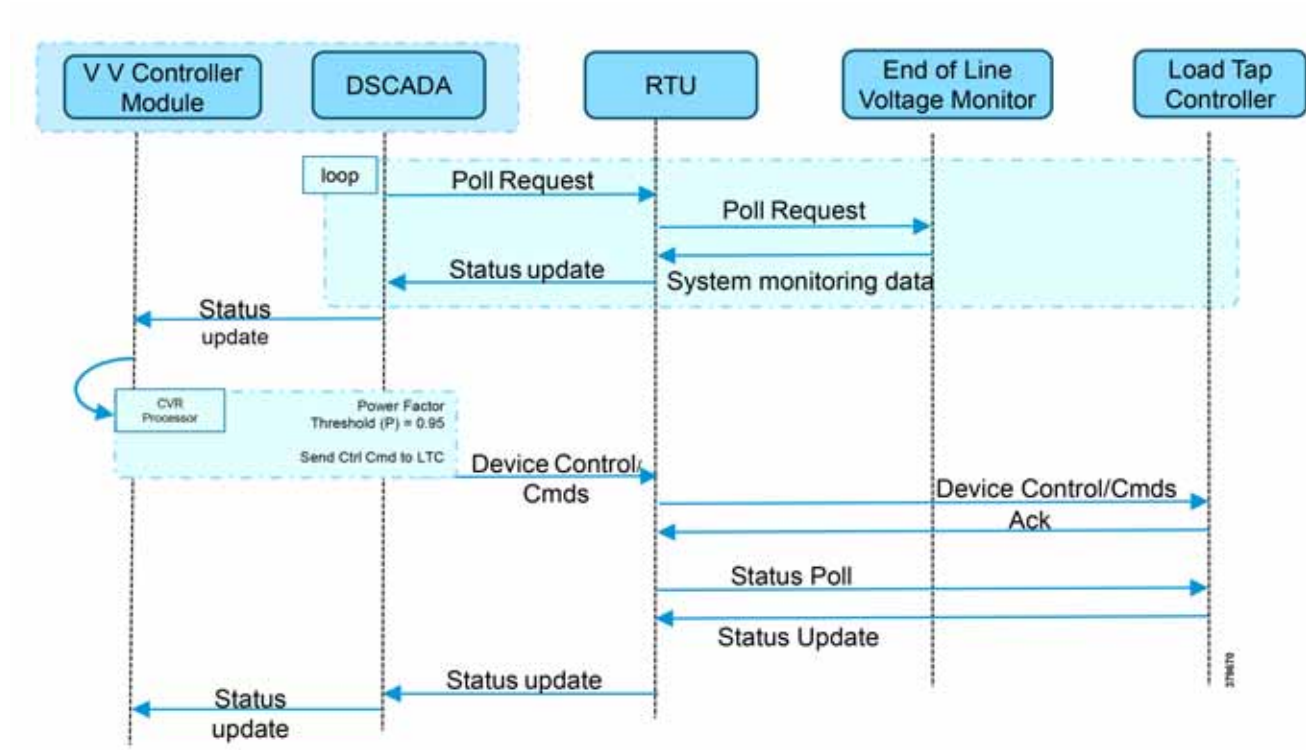 V V Controller
Module
DSCADA
RTU
End of Line
Voltage Monitor
Load Tap
Controller
loop
Poll Request
Poll Request
Status update
System monitoring data
Status
update
CVR
Processor
Power Factor
Threshold (P) = 0.95
Send Ctrl Cmd to LTC
Device Control/
Cmds
Device Control/Cmds
Ack
Status Poll
Status Update
Status update
Status
update
379670